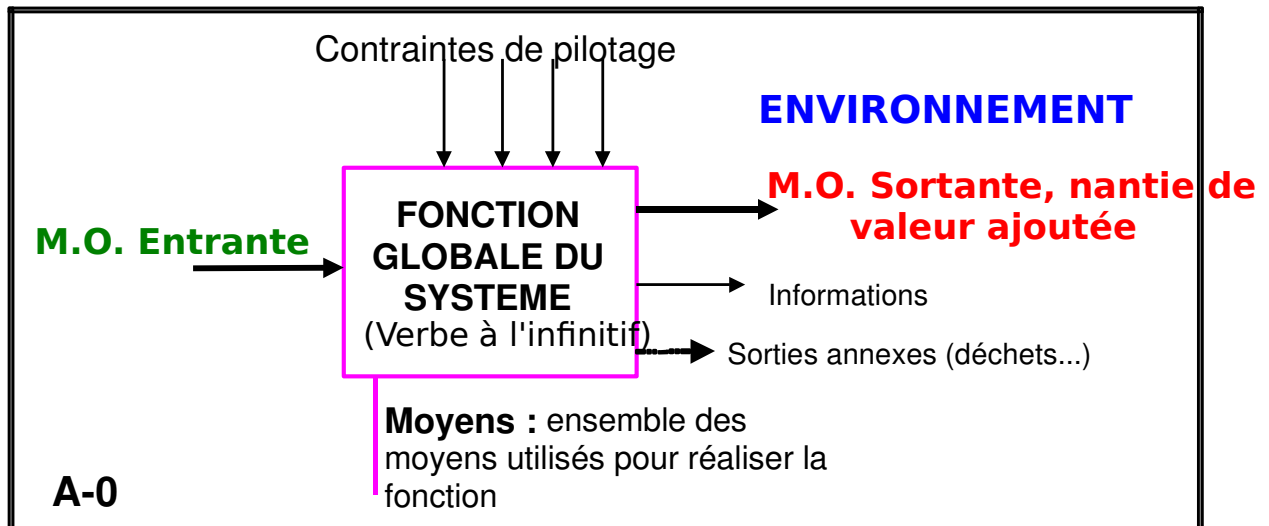 Contraintes de pilotage
ENVIRONNEMENT
M.O. Entrante
FONCTION
GLOBALE DU
SYSTEME
(Verbe à l'infinitif)
M.O. Sortante, nantie de
valeur ajoutée
Informations
Sorties annexes (déchets...)
Moyens : ensemble des
moyens utilisés pour réaliser la
fonction
A-0